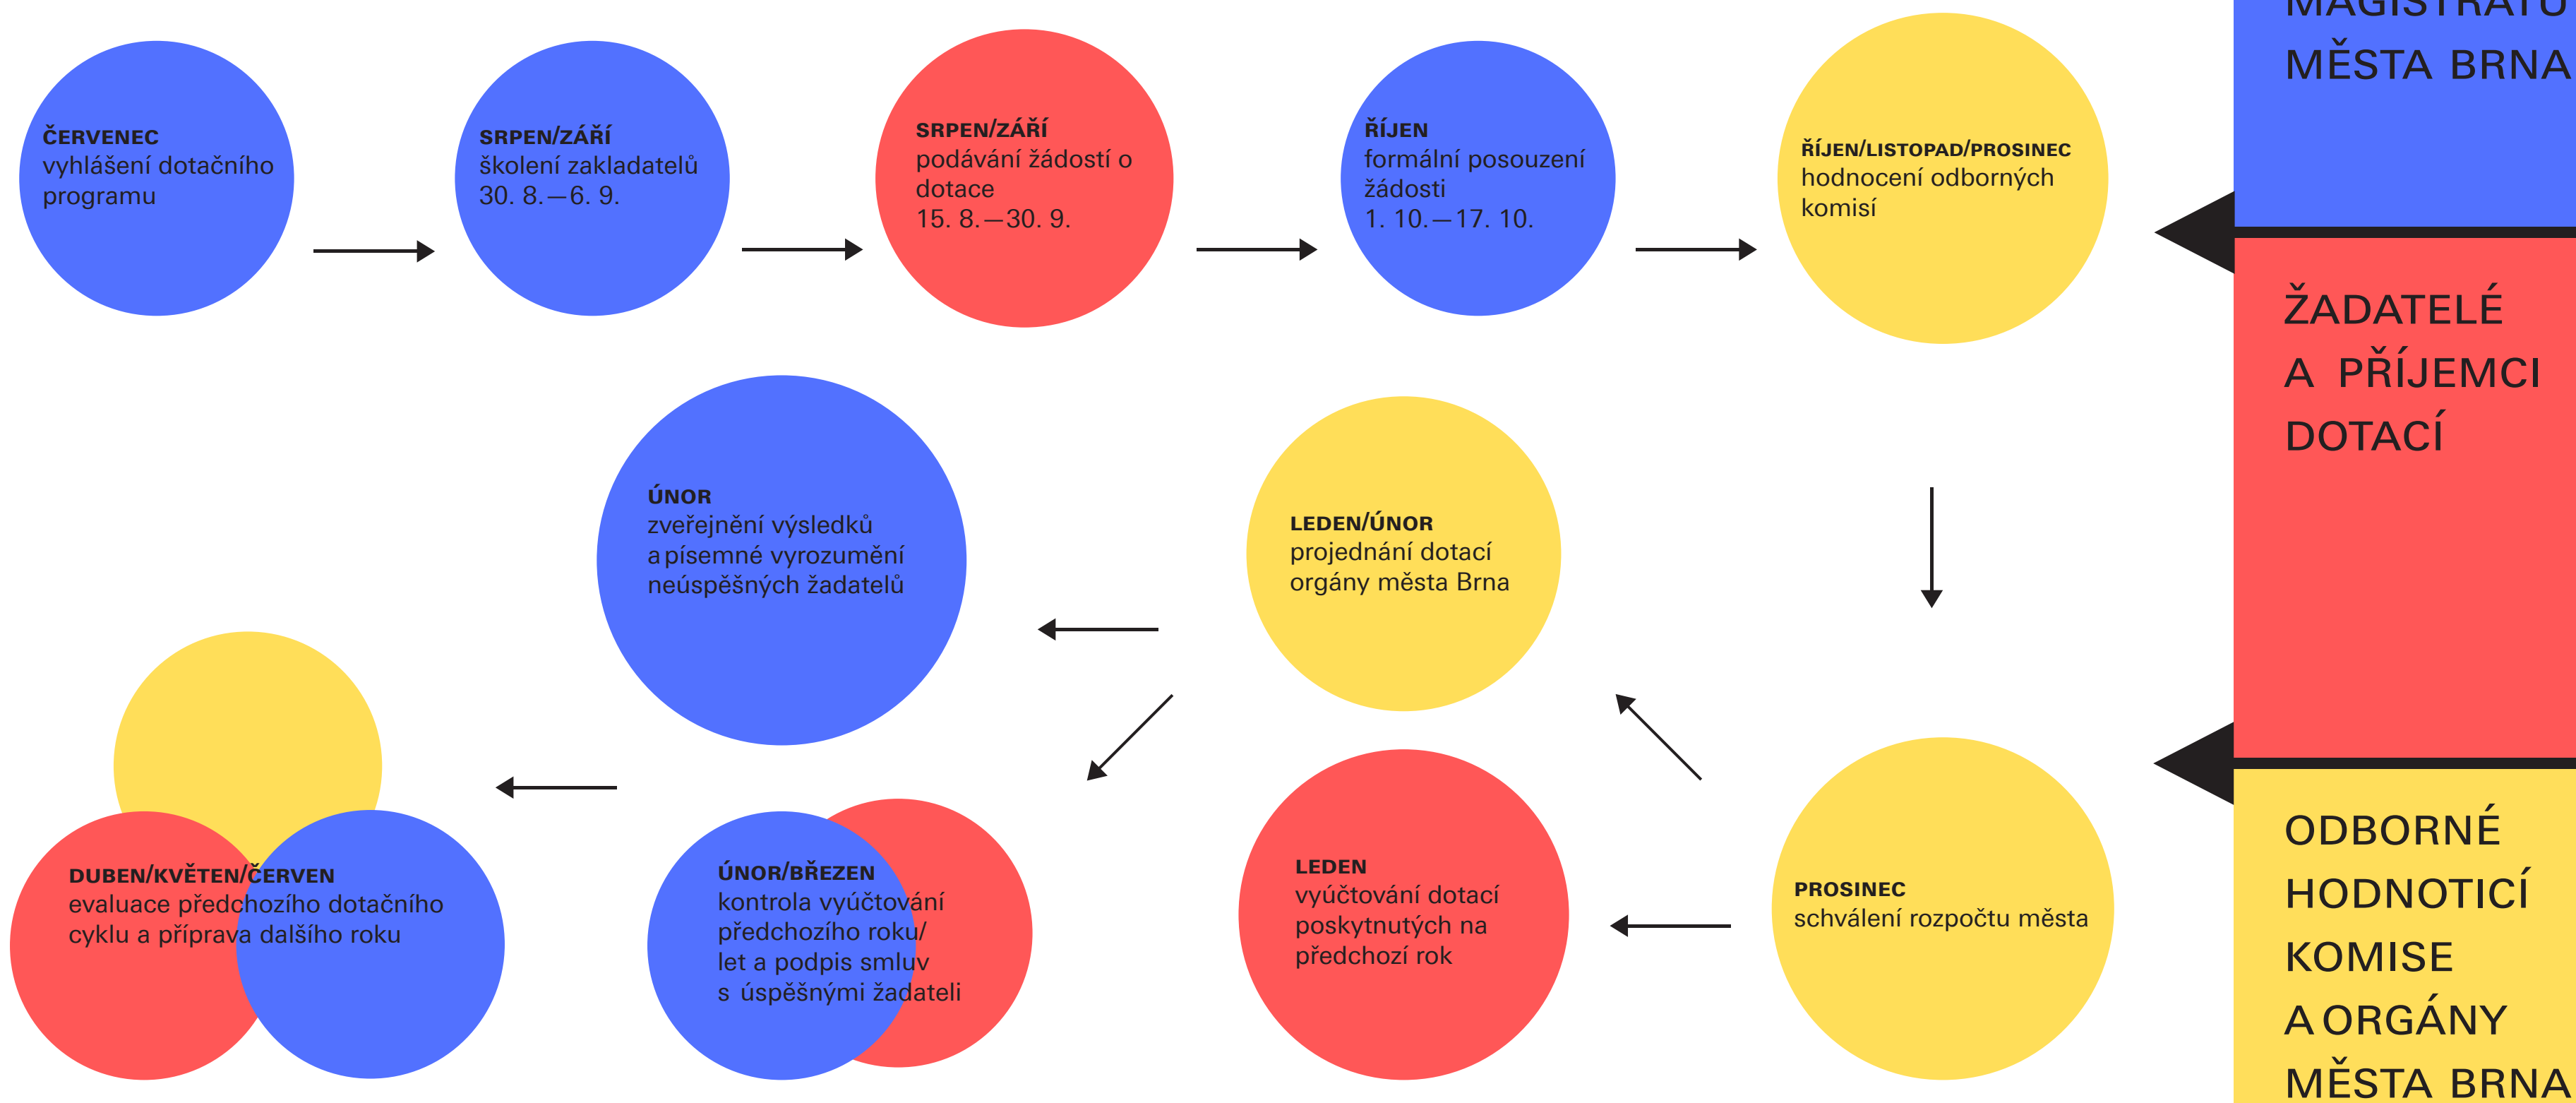 ČERVENEC
vyhlášení dotačního
programu
SRPEN/ZÁŘÍ
školení zakladatelů
30. 8.—6. 9.
SRPEN/ZÁŘÍ
podávání žádostí o
dotace
15. 8.—30. 9.
ŘÍJEN
formální posouzení
žádosti
1. 10.—17. 10.
ŘÍJEN/LISTOPAD/PROSINEC
hodnocení odborných
komisí
ÚNOR
zveřejnění výsledků
a písemné vyrozumění
neúspěšných žadatelů
LEDEN/ÚNOR
projednání dotací
orgány města Brna
DUBEN/KVĚTEN/ČERVEN
evaluace předchozího dotačního
cyklu a příprava dalšího roku
ÚNOR/BŘEZEN
kontrola vyúčtování
předchozího roku/
let a podpis smluv
s úspěšnými žadateli
LEDEN
vyúčtování dotací
poskytnutých na
předchozí rok
PROSINEC
schválení rozpočtu města
MAGISTRÁTU
MĚSTA BRNA
ŽADATELÉ
A PŘÍJEMCI
DOTACÍ
ODBORNÉ
HODNOTICÍ
KOMISE
A ORGÁNY
MĚSTA BRNA